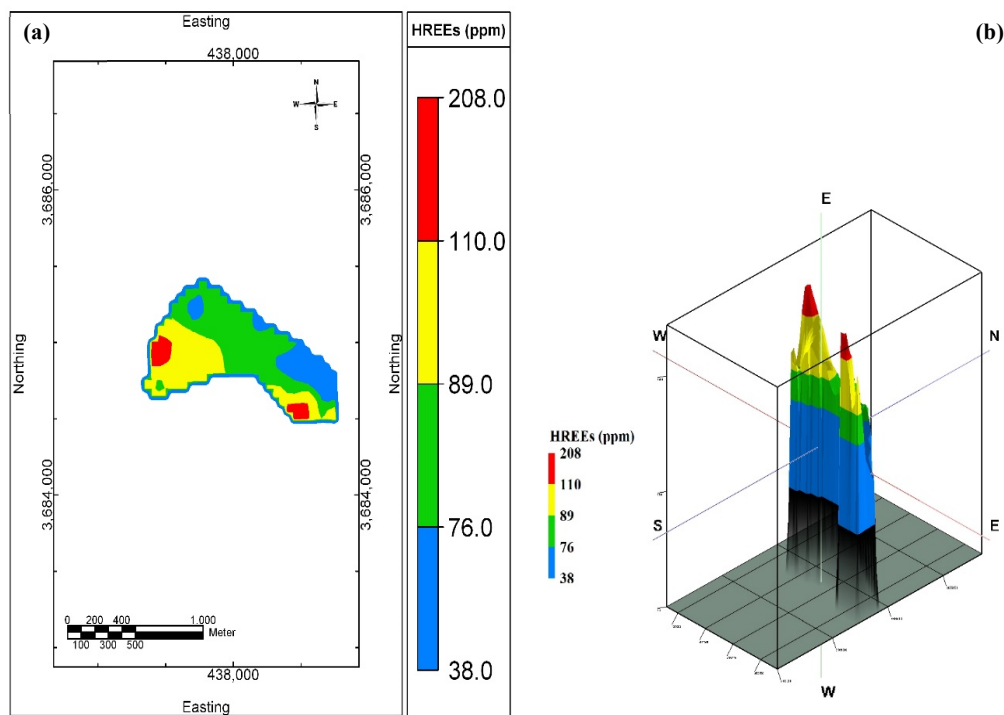 (a)
Easting
438,000
N
W E
S
3,686,000
3,686,000
Northing
Northing
3,684,000
3,684,000
0 200 400 1.000
Meter
100 300 500
438,000
Easting
HREEs (ppm)
208.0
110.0
89.0
76.0
38.0
(b)
E
W
N
S
E
W
HREEs (ppm)
208
110
89
76
38